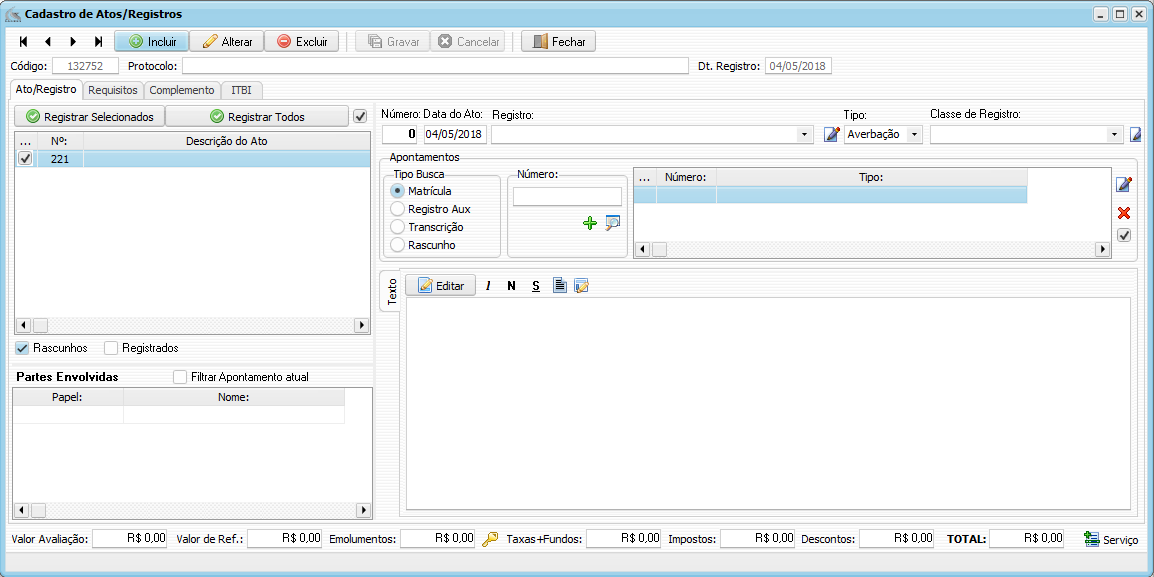 Cadastro de Atos/Registros
Incluir Alterar Excluir Gravar Cancelar Fechar
Código: 132752 Protocolo: Dt. Registro: 04/05/2018
Ato/Registro Requisitos Complemento ITBI
Registrar Selecionados Registrar Todos
... Nº: Descrição do Ato
221
Rascunhos Registrados
Partes Envolvidas Filtrar Apontamento atual
Papel: Nome:
Número: Data do Ato: Registro: Tipo: Classe de Registro:
0 04/05/2018 Averbação
Apontamentos
Tipo Busca
Matrícula
Registro Aux
Transcrição
Rascunho
Número:
... Número: Tipo:
Texto
Editar I N S
Valor Avaliação: R$ 0,00 Valor de Ref.: R$ 0,00 Emolumentos: R$ 0,00 Taxas+Fundos: R$ 0,00 Impostos: R$ 0,00 Descontos: R$ 0,00 TOTAL: R$ 0,00 Serviço